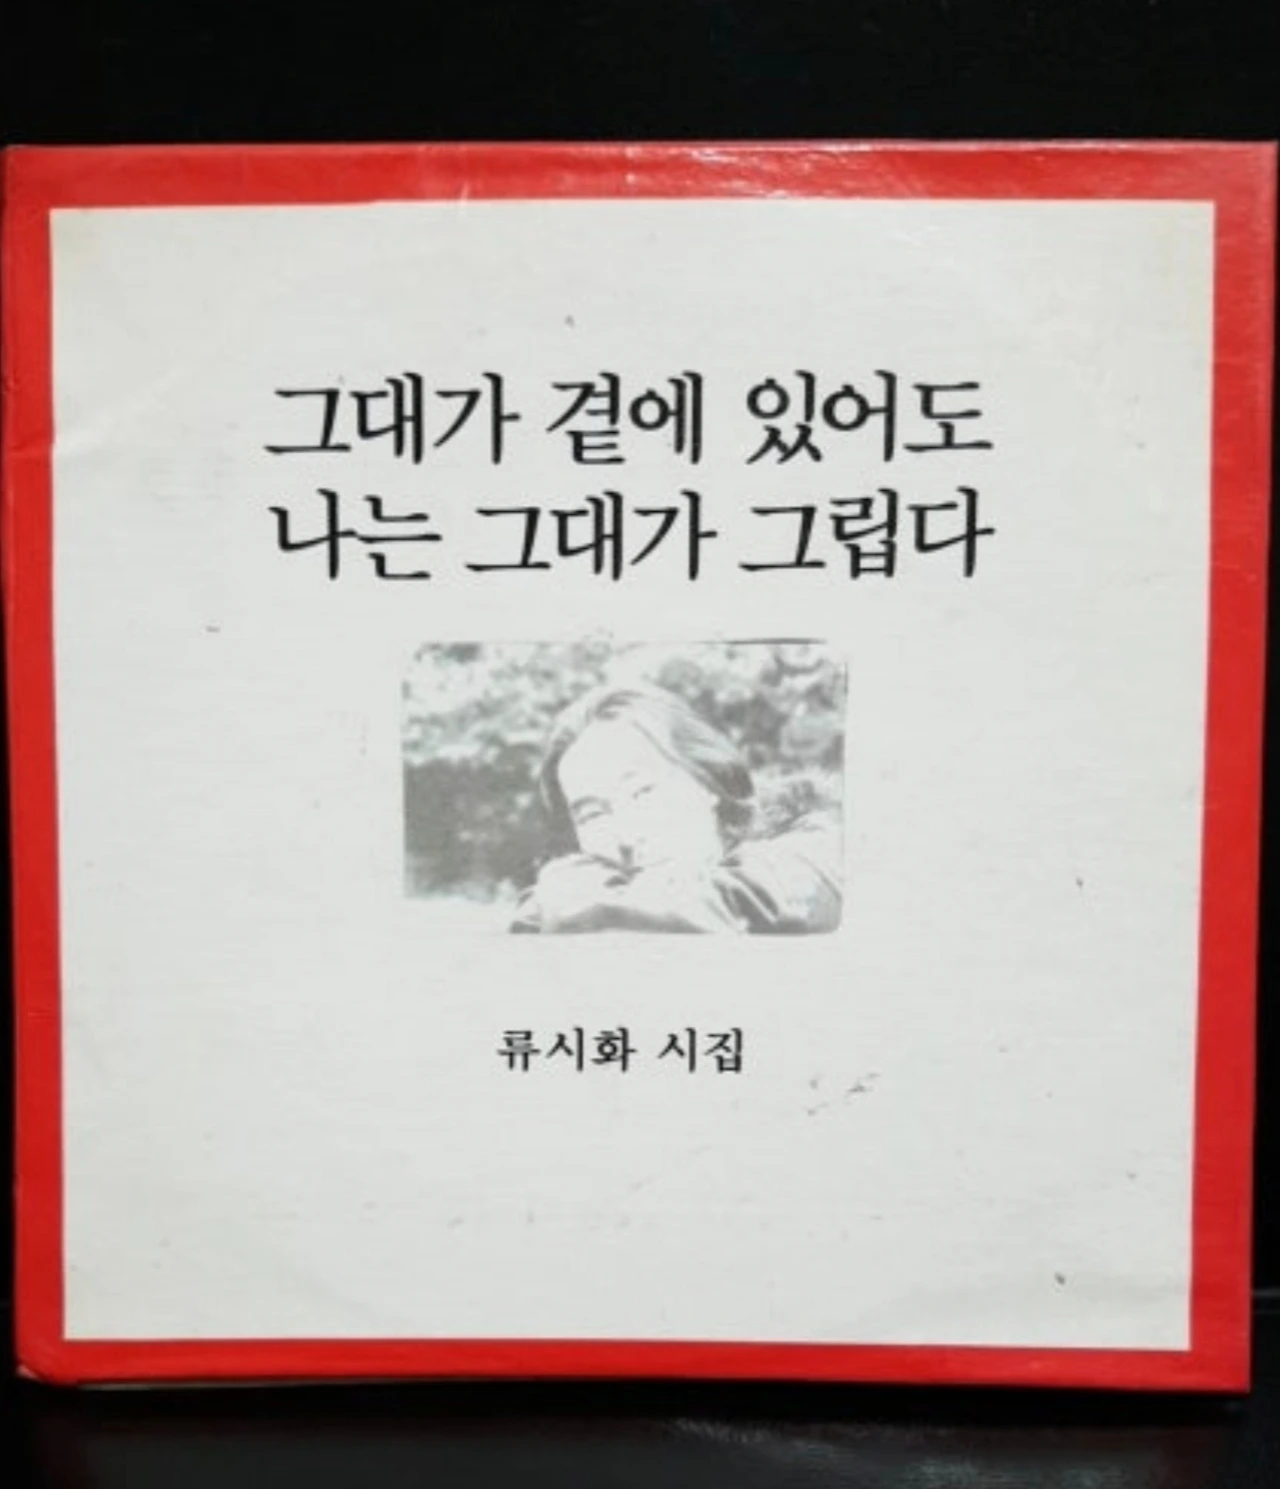 그대가 곁에 있어도
나는 그대가 그립다
류시화 시집